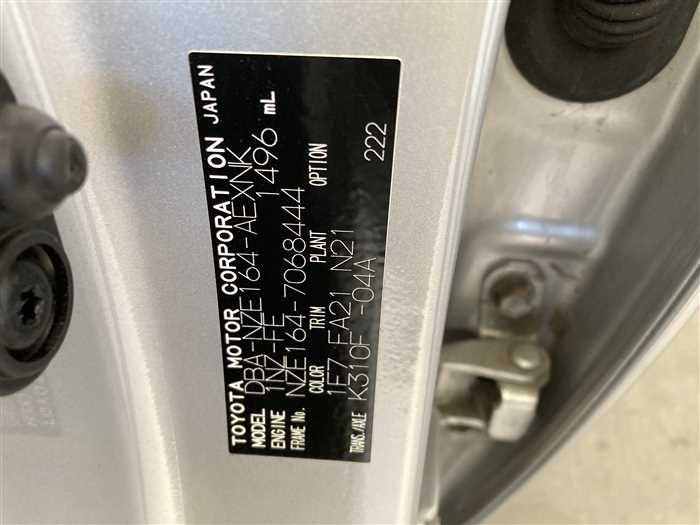 TOYOTA MOTOR CORPORATION JAPAN
MODEL DBA-NZE164-AEXNK
ENGINE 1NZ-FE 1496 mL
FRAME No. NZE164-7068444
COLOR TRIM PLANT OPTION
1F7 FA21 N21
TRANS./AXLE K310F -04A 222